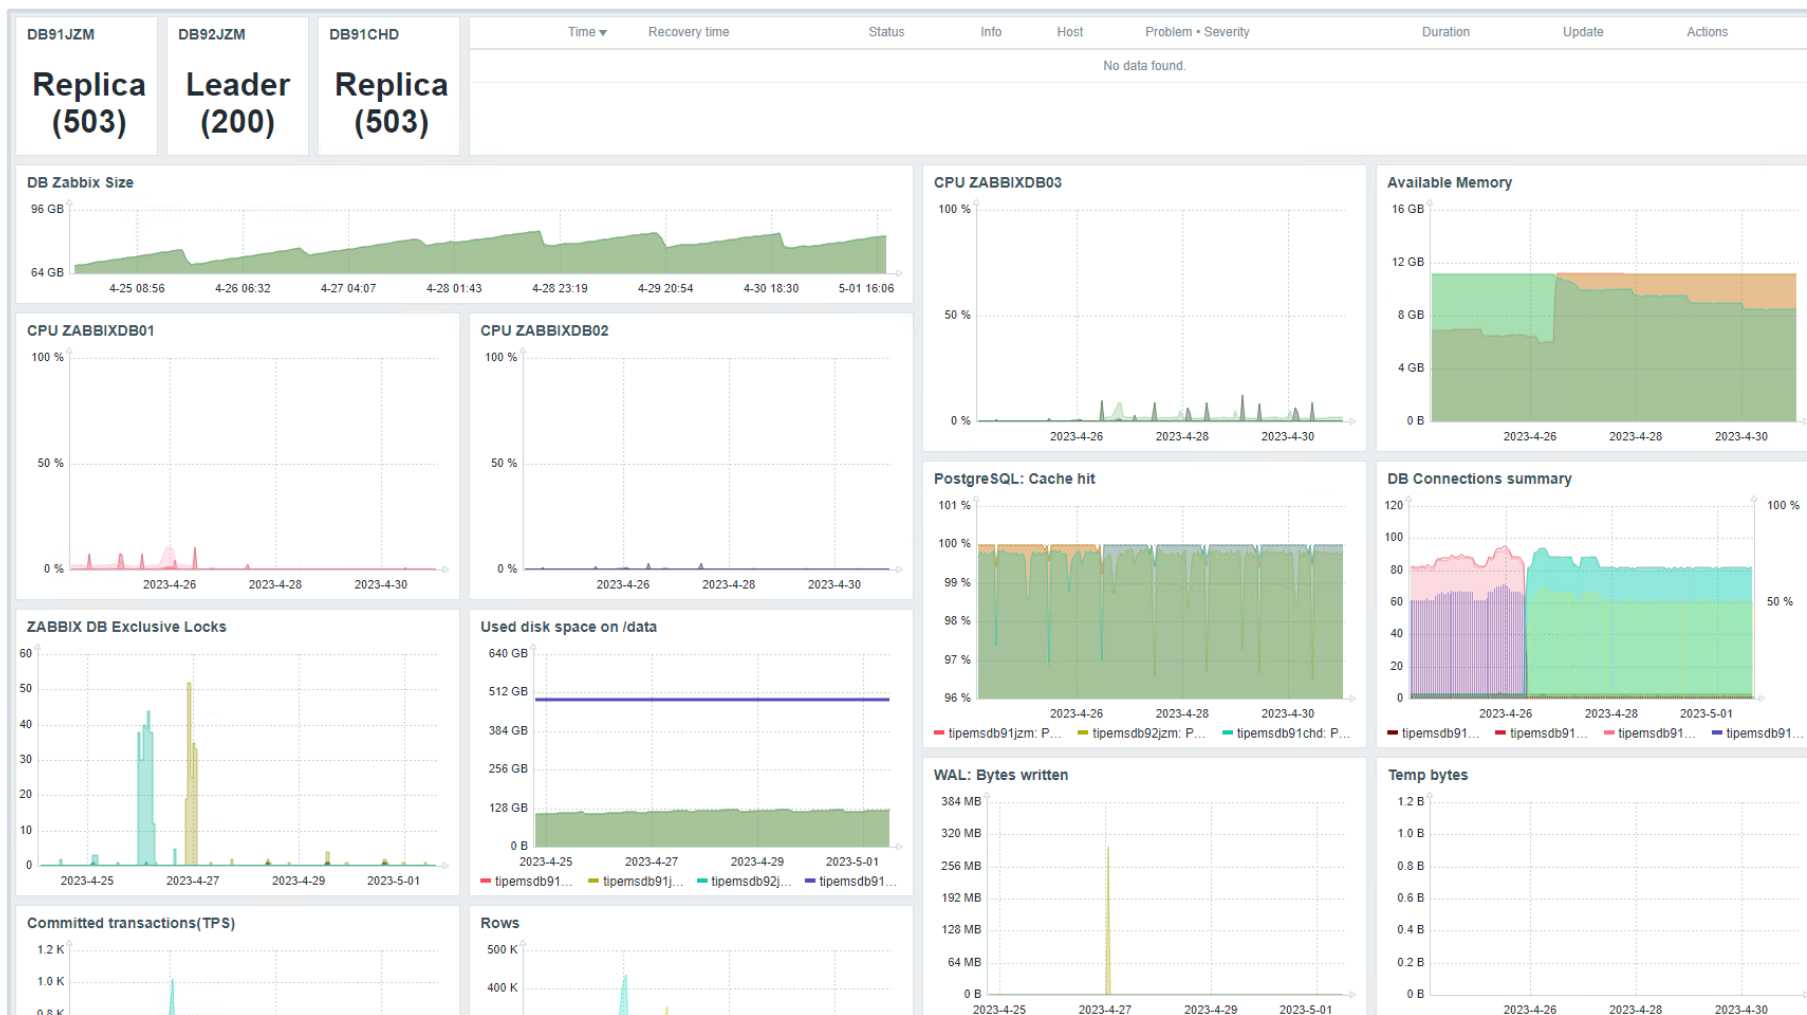 DB91JZM
Replica
(503)
DB92JZM
Leader
(200)
DB91CHD
Replica
(503)
Time Recovery time Status Info Host Problem • Severity Duration Update Actions
No data found.
DB Zabbix Size
96 GB
64 GB
4-25 08:56 4-26 06:32 4-27 04:07 4-28 01:43 4-28 23:19 4-29 20:54 4-30 18:30 5-01 16:06
CPU ZABBIXDB03
100 %
50 %
0 %
2023-4-26 2023-4-28 2023-4-30
Available Memory
16 GB
12 GB
8 GB
4 GB
0 B
2023-4-26 2023-4-28 2023-4-30
CPU ZABBIXDB01
100 %
50 %
0 %
2023-4-26 2023-4-28 2023-4-30
CPU ZABBIXDB02
100 %
50 %
0 %
2023-4-26 2023-4-28 2023-4-30
PostgreSQL: Cache hit
101 %
100 %
99 %
98 %
97 %
96 %
2023-4-26 2023-4-28 2023-4-30
tipemsdb91jzm: P... tipemsdb92jzm: P... tipemsdb91chd: P...
DB Connections summary
120
100
80
60
40
20
0
100 %
50 %
2023-4-26 2023-4-28 2023-5-01
tipemsdb91... tipemsdb91... tipemsdb91... tipemsdb91...
ZABBIX DB Exclusive Locks
60
50
40
30
20
10
0
2023-4-25 2023-4-27 2023-4-29 2023-5-01
Used disk space on /data
640 GB
512 GB
384 GB
256 GB
128 GB
0 B
2023-4-25 2023-4-27 2023-4-29 2023-5-01
tipemsdb91... tipemsdb91j... tipemsdb92j... tipemsdb91...
WAL: Bytes written
384 MB
320 MB
256 MB
192 MB
128 MB
64 MB
0 B
2023-4-25 2023-4-27 2023-4-29 2023-5-01
Temp bytes
1.2 B
1.0 B
0.8 B
0.6 B
0.4 B
0.2 B
0 B
2023-4-26 2023-4-28 2023-4-30
Committed transactions(TPS)
1.2 K
1.0 K
0.8 K
Rows
500 K
400 K